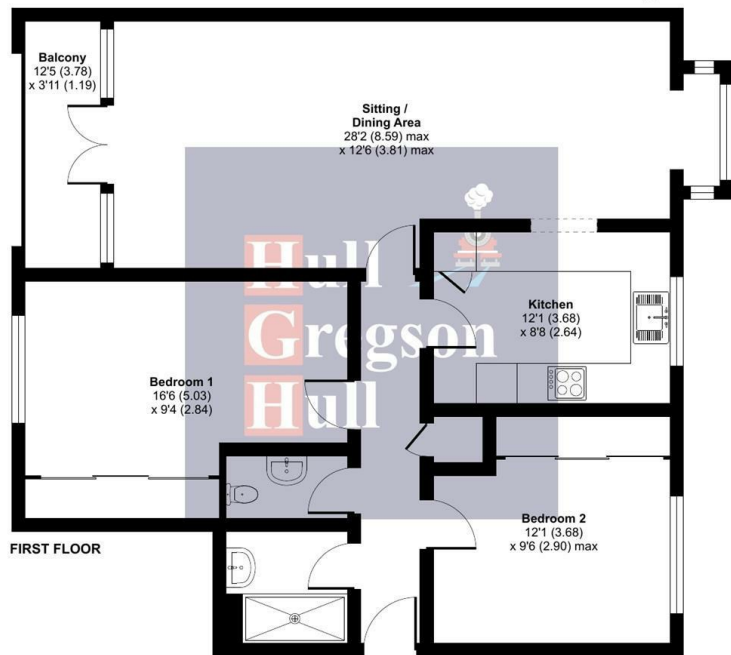 Balcony
12'5 (3.78)
x 3'11 (1.19)
Sitting /
Dining Area
28'2 (8.59) max
x 12'6 (3.81) max
Hull
Gregson
Hull
Kitchen
12'1 (3.68)
x 8'8 (2.64)
Bedroom 1
16'6 (5.03)
x 9'4 (2.84)
Bedroom 2
12'1 (3.68)
x 9'6 (2.90) max
FIRST FLOOR